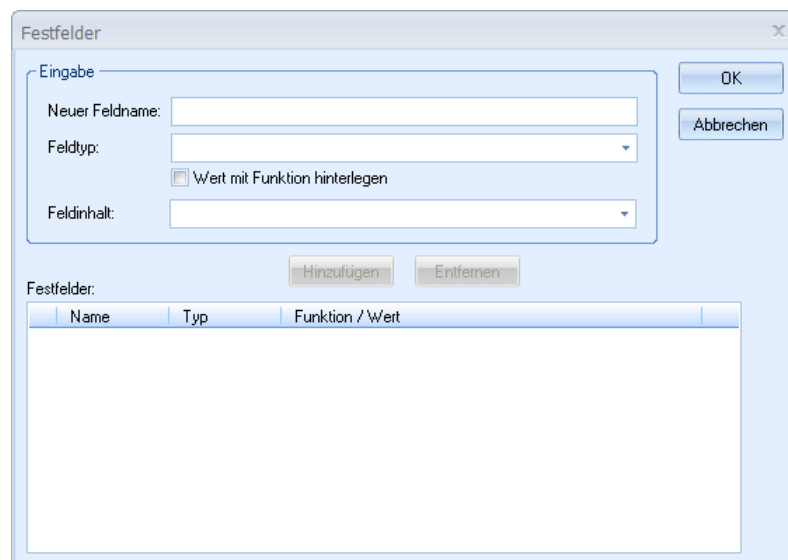 Festfelder
Eingabe
Neuer Feldname:
Feldtyp:
Wert mit Funktion hinterlegen
Feldinhalt:
OK
Abbrechen
Hinzufügen Entfernen
Festfelder:
Name Typ Funktion / Wert